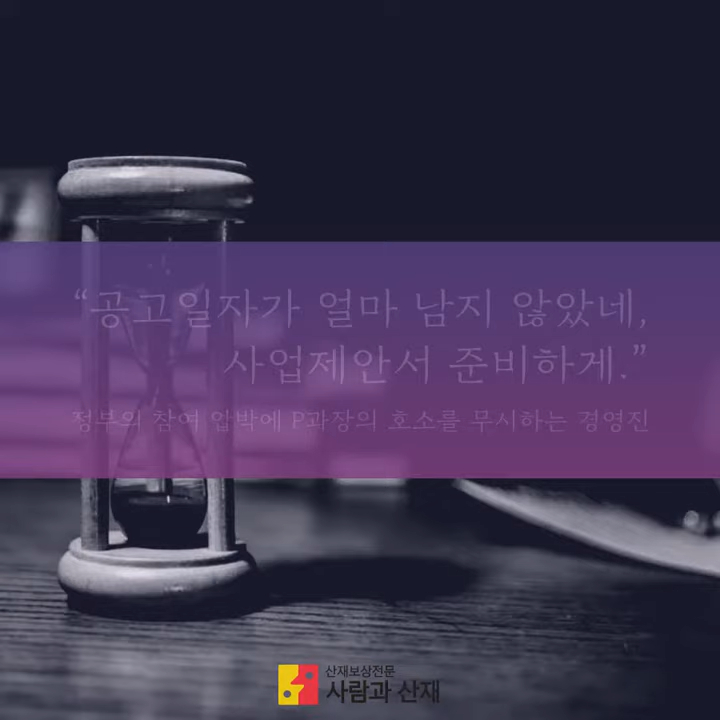 “공고일자가 얼마 남지 않았네,
사업제안서 준비하게.”
정부의 참여 압박에 P과장의 호소를 무시하는 경영진
산재보상전문
사람과 산재